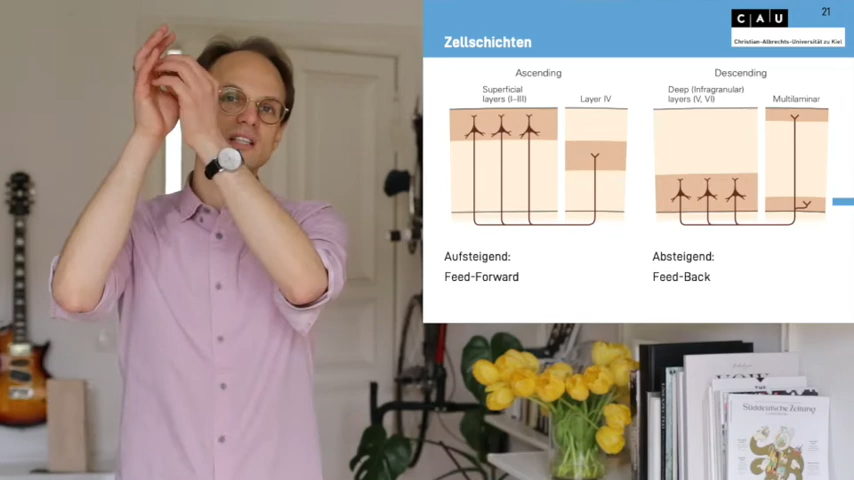 21
CAU
Christian-Albrechts-Universität zu Kiel
Zellschichten
Ascending
Descending
Superficial
layers (I–III)
Layer IV
Deep (Infragranular)
layers (V, VI)
Multilaminar
Aufsteigend:
Feed-Forward
Absteigend:
Feed-Back
Süddeutsche Zeitung